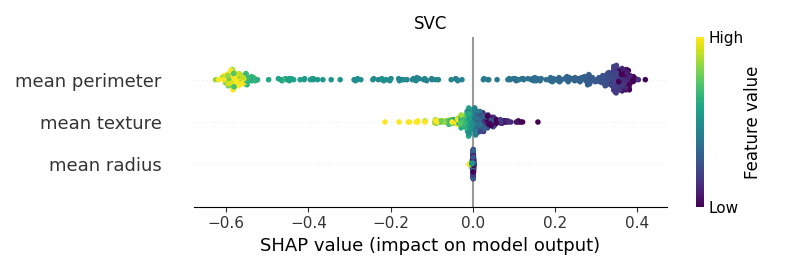 SVC
High
mean perimeter
mean texture
mean radius
Feature value
Low
−0.6 −0.4 −0.2 0.0 0.2 0.4
SHAP value (impact on model output)